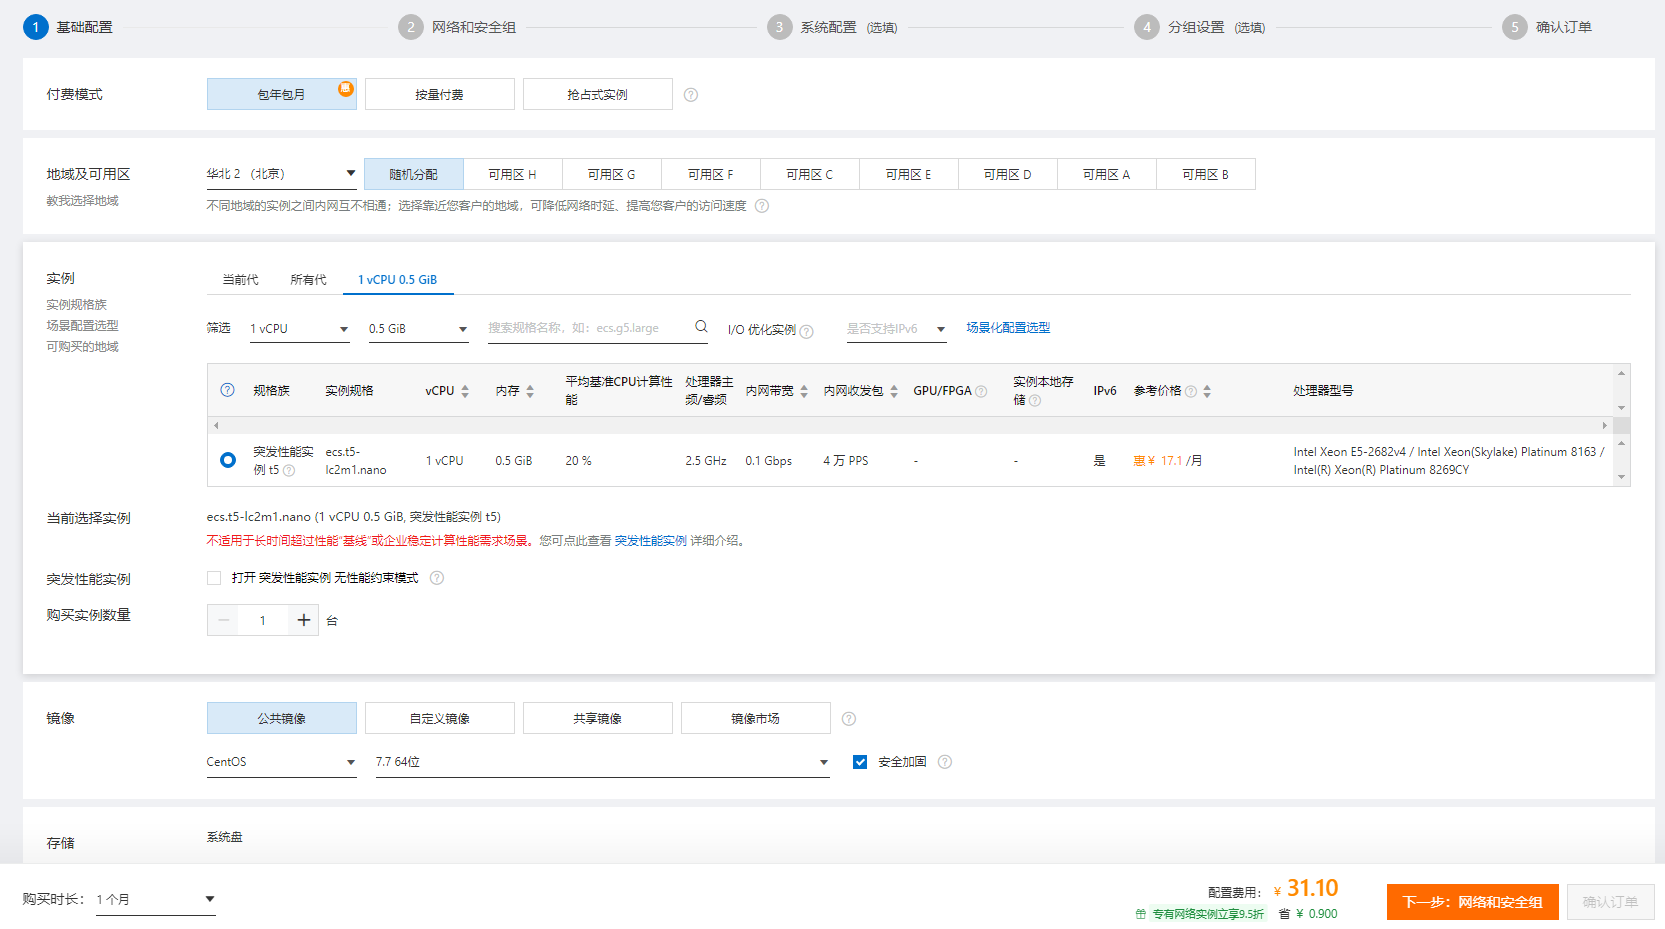 1 基础配置
2 网络和安全组
3 系统配置 (选填)
4 分组设置 (选填)
5 确认订单
付费模式
包年包月 惠
按量付费
抢占式实例
地域及可用区
教我选择地域
华北 2 （北京）
随机分配
可用区 H
可用区 G
可用区 F
可用区 C
可用区 E
可用区 D
可用区 A
可用区 B
不同地域的实例之间内网互不相通；选择靠近您客户的地域，可降低网络时延、提高您客户的访问速度
实例
实例规格族
场景配置选型
可购买的地域
当前代
所有代
1 vCPU 0.5 GiB
筛选
1 vCPU
0.5 GiB
搜索规格名称，如：ecs.g5.large
I/O 优化实例
是否支持IPv6
场景化配置选型
规格族
实例规格
vCPU
内存
平均基准CPU计算性
能
处理器主
频/睿频
内网带宽
内网收发包
GPU/FPGA
实例本地存
储
IPv6
参考价格
处理器型号
突发性能实
例 t5
ecs.t5-
lc2m1.nano
1 vCPU
0.5 GiB
20 %
2.5 GHz
0.1 Gbps
4 万 PPS
-
-
是
惠¥ 17.1 /月
Intel Xeon E5-2682v4 / Intel Xeon(Skylake) Platinum 8163 /
Intel(R) Xeon(R) Platinum 8269CY
当前选择实例
ecs.t5-lc2m1.nano (1 vCPU 0.5 GiB, 突发性能实例 t5)
不适用于长时间超过性能“基线”或企业稳定计算性能需求场景。您可点此查看 突发性能实例 详细介绍。
突发性能实例
打开 突发性能实例 无性能约束模式
购买实例数量
1
台
镜像
公共镜像
自定义镜像
共享镜像
镜像市场
CentOS
7.7 64位
安全加固
存储
系统盘
购买时长：
1 个月
配置费用：
¥ 31.10
专有网络实例立享9.5折
省 ¥ 0.900
下一步：网络和安全组
确认订单